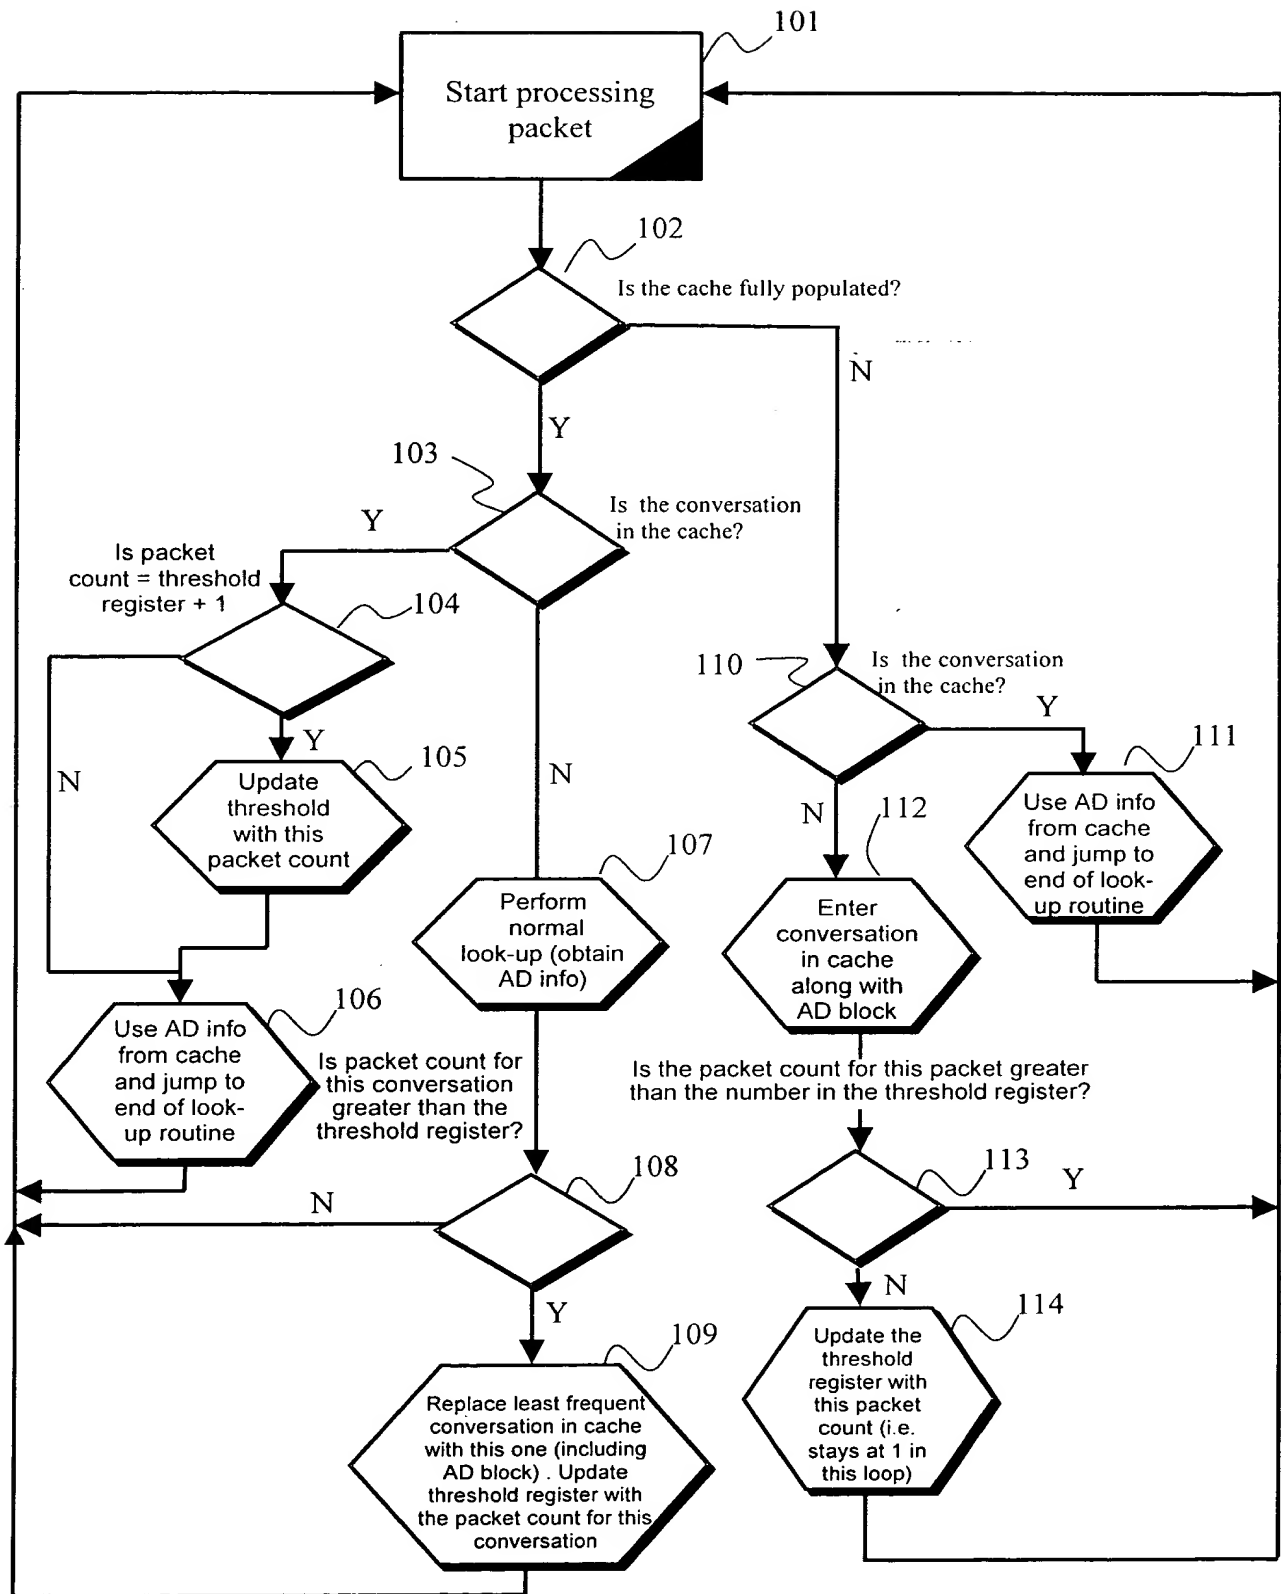 101
Start processing
packet
102
Is the cache fully populated?
N
Y
103
Is the conversation
in the cache?
Y
Is packet
count = threshold
register + 1
104
110
Is the conversation
in the cache?
Y
Y
N
105
Update
threshold
with this
packet count
N
111
Use AD info
from cache
and jump to
end of look-
up routine
N
112
Enter
conversation
in cache
along with
AD block
107
Perform
normal
look-up (obtain
AD info)
106
Use AD info
from cache
and jump to
end of look-
up routine
Is packet count for
this conversation
greater than the
threshold register?
Is the packet count for this packet greater
than the number in the threshold register?
108
N
113
Y
Y
N
114
Update the
threshold
register with
this packet
count (i.e.
stays at 1 in
this loop)
109
Replace least frequent
conversation in cache
with this one (including
AD block) . Update
threshold register with
the packet count for this
conversation